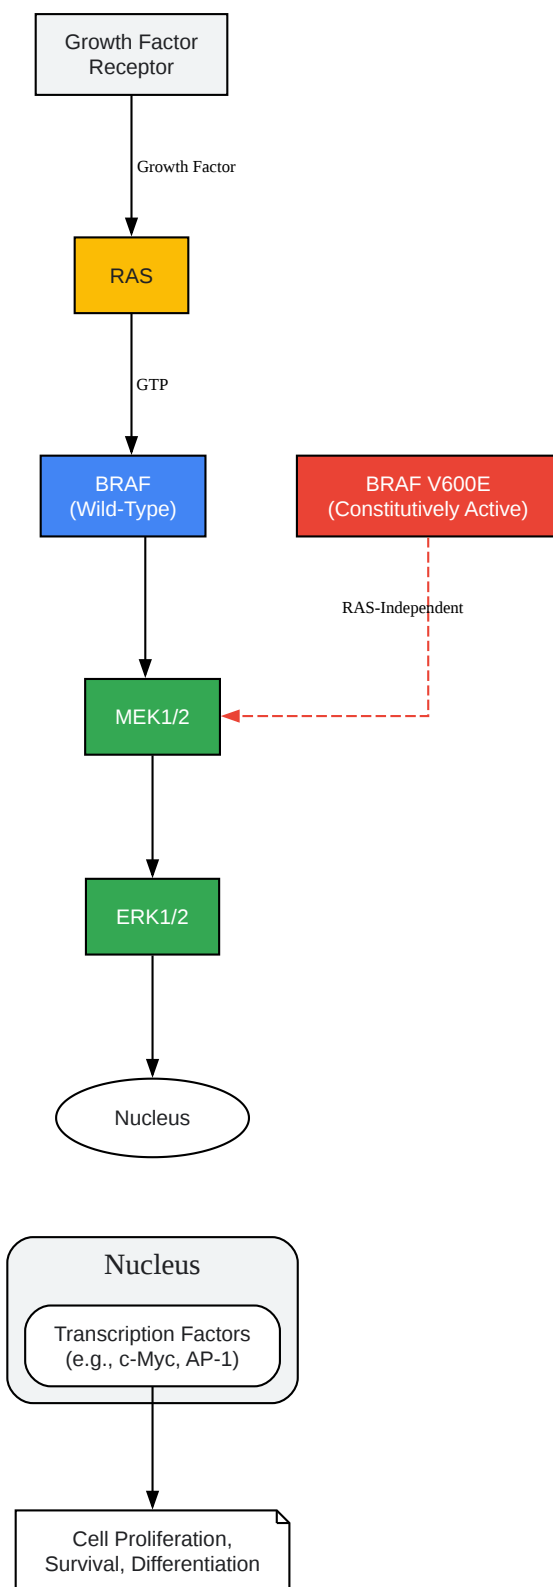 Growth Factor
Receptor
Growth Factor
RAS
GTP
BRAF
(Wild-Type)
BRAF V600E
(Constitutively Active)
RAS-Independent
MEK1/2
ERK1/2
Nucleus
Nucleus
Transcription Factors
(e.g., c-Myc, AP-1)
Cell Proliferation,
Survival, Differentiation